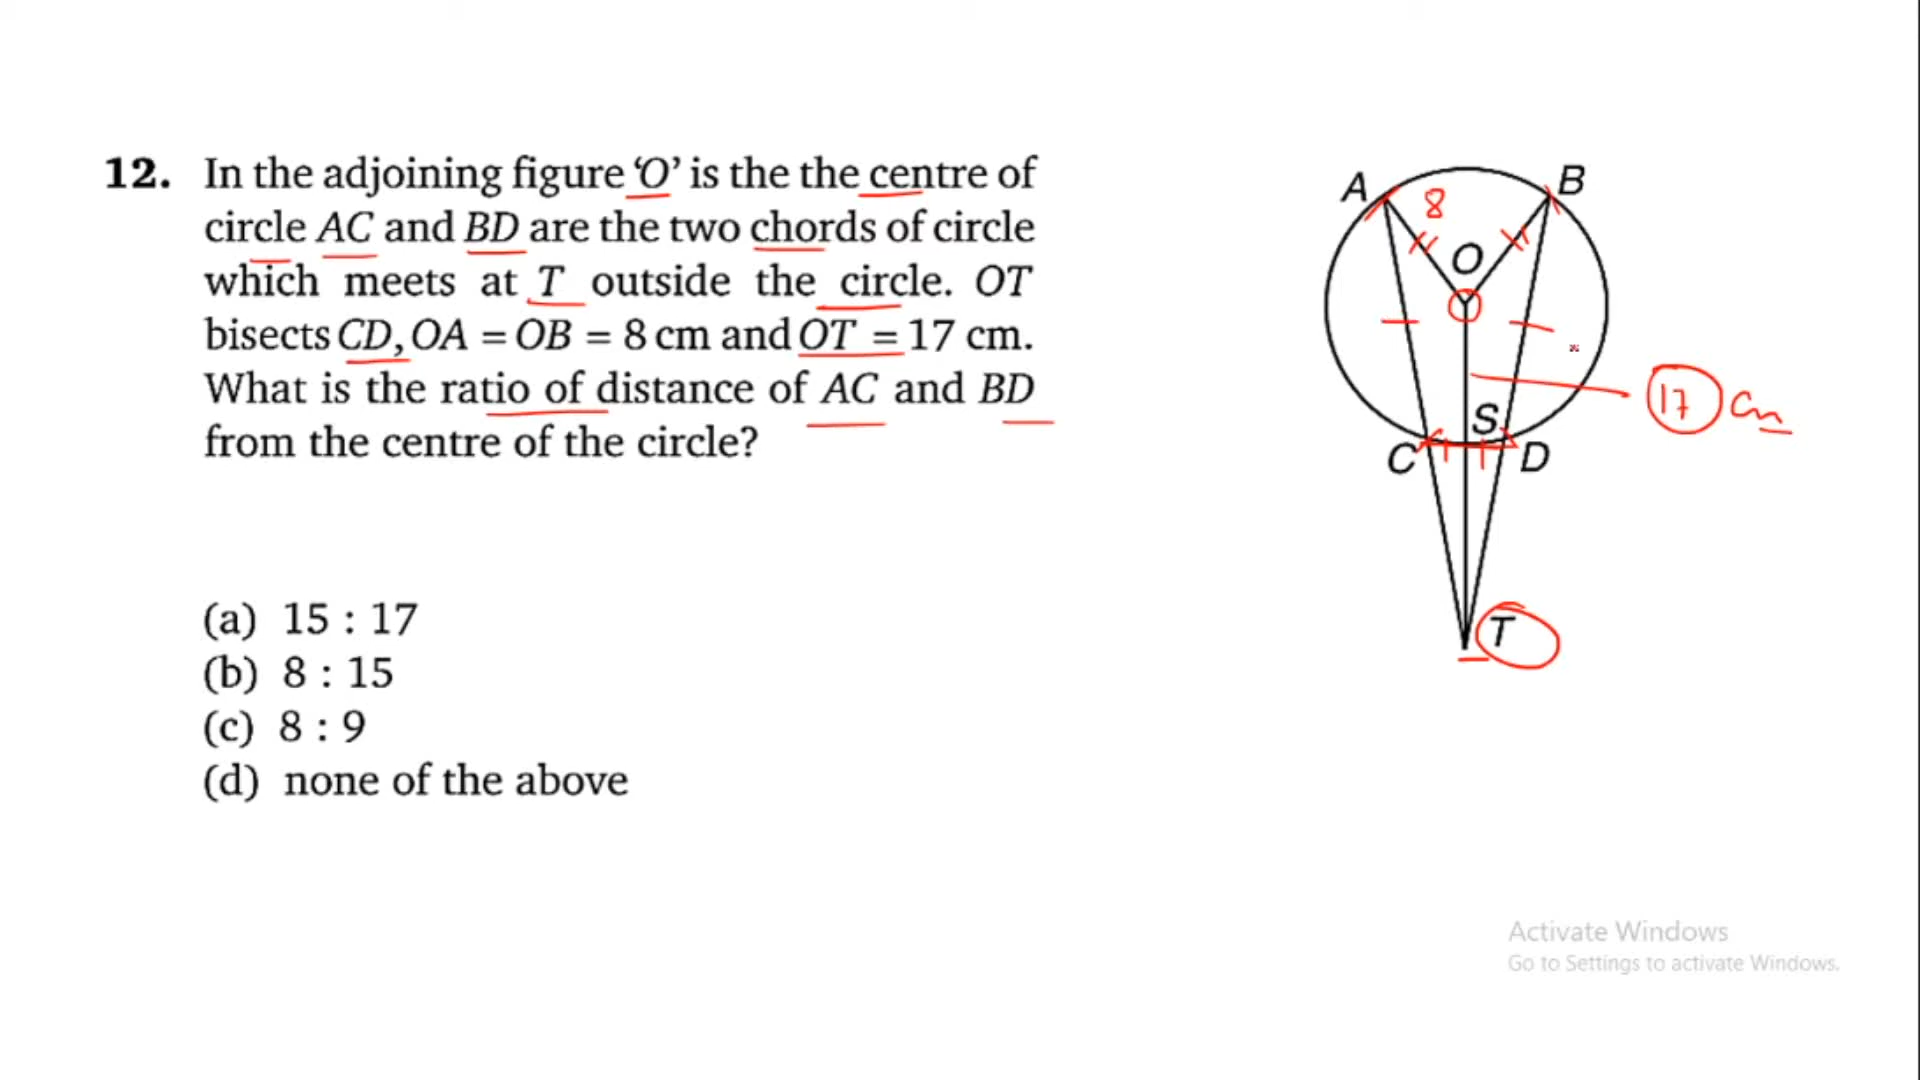 12. In the adjoining figure ‘O’ is the the centre of
circle AC and BD are the two chords of circle
which meets at T outside the circle. OT
bisects CD, OA = OB = 8 cm and OT = 17 cm.
What is the ratio of distance of AC and BD
from the centre of the circle?
(a) 15 : 17
(b) 8 : 15
(c) 8 : 9
(d) none of the above
A
B
8
O
17 cm
S
C
D
T
Activate Windows
Go to Settings to activate Windows.